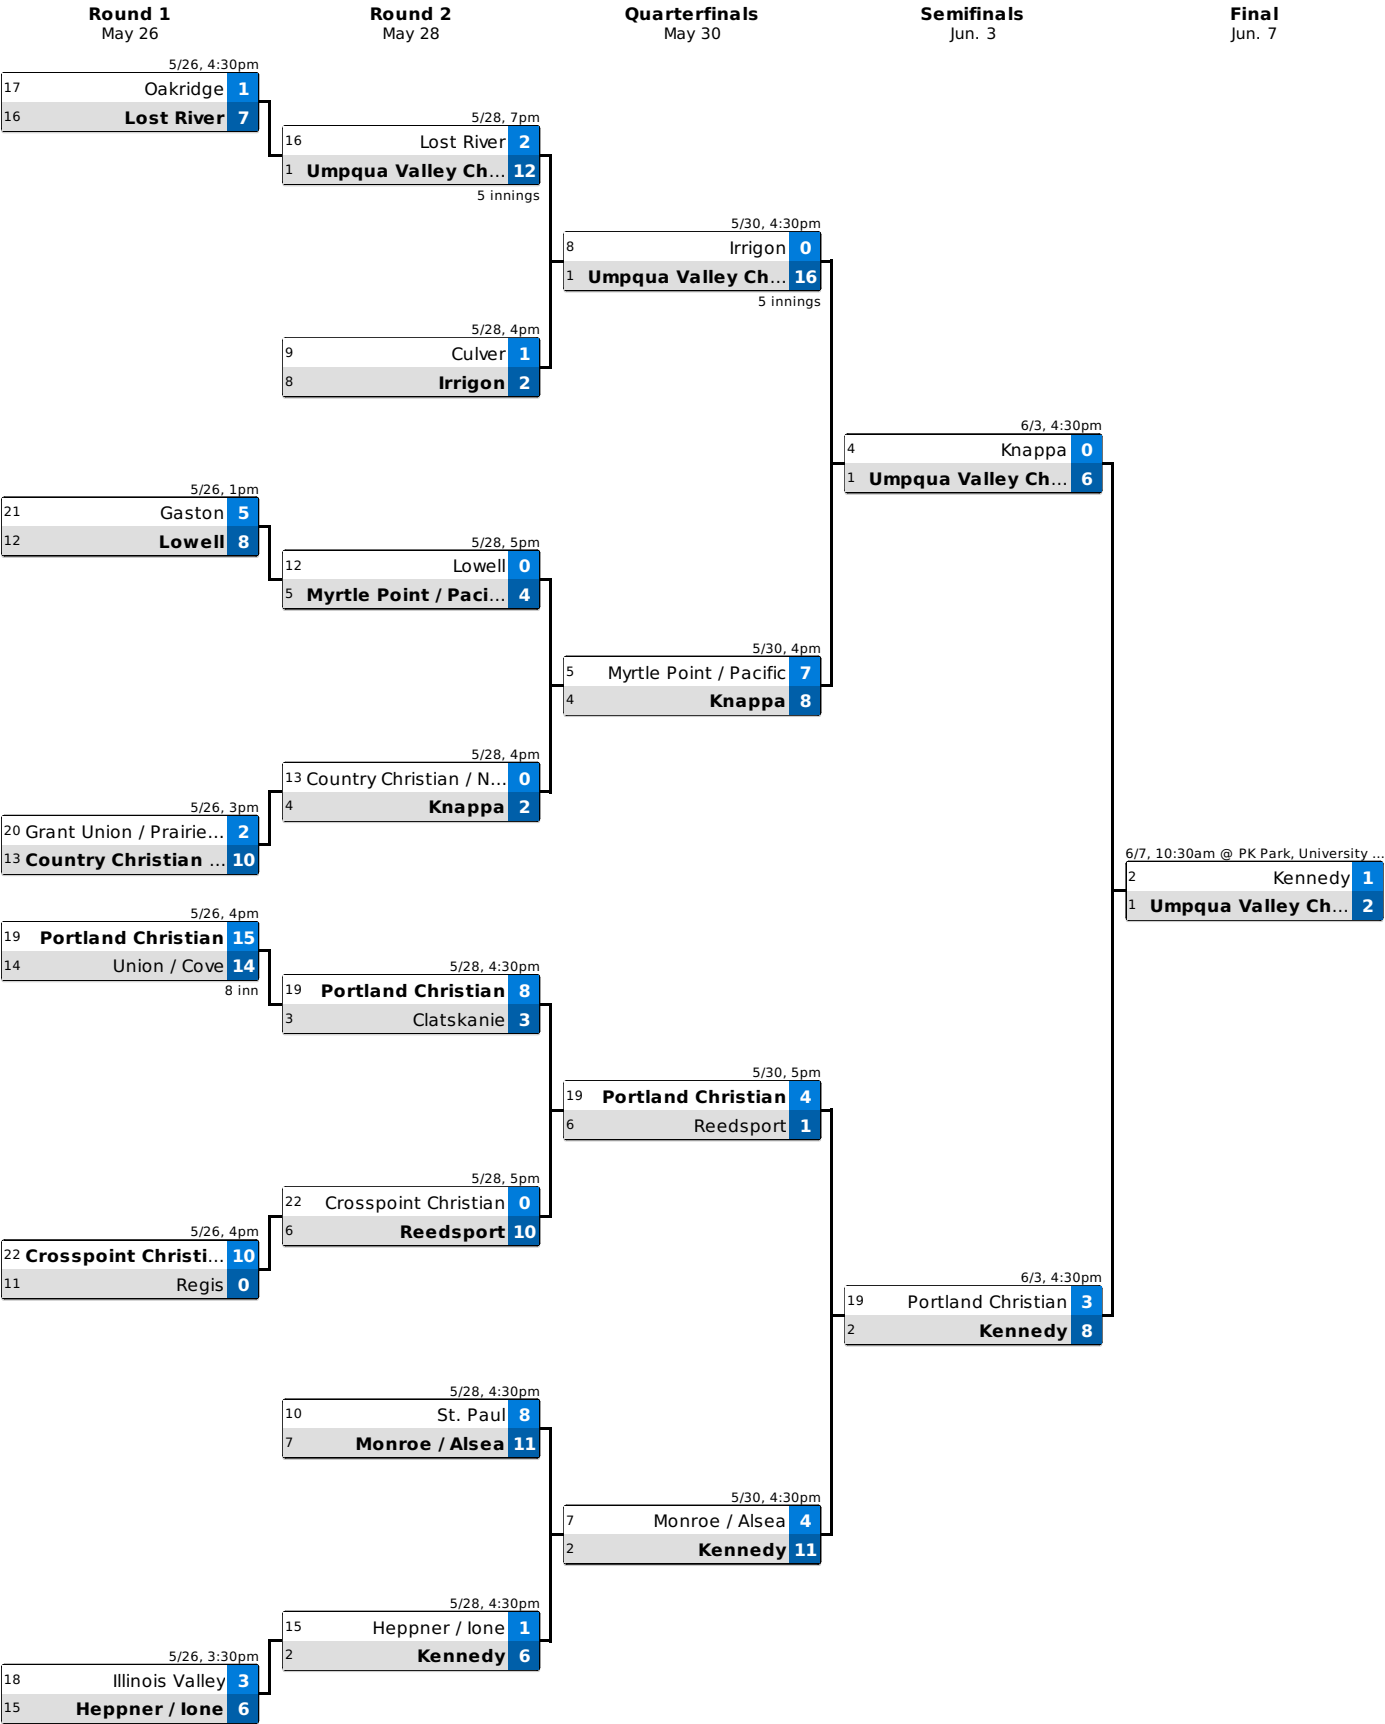 Round 1
May 26
Round 2
May 28
Quarterfinals
May 30
Semifinals
Jun. 3
Final
Jun. 7
5/26, 4:30pm
17 Oakridge 1
16 Lost River 7
5/26, 1pm
21 Gaston 5
12 Lowell 8
5/26, 3pm
20 Grant Union / Prairie... 2
13 Country Christian ... 10
5/26, 4pm
19 Portland Christian 15
14 Union / Cove 14
8 inn
5/26, 4pm
22 Crosspoint Christi... 10
11 Regis 0
5/26, 3:30pm
18 Illinois Valley 3
15 Heppner / Ione 6
5/28, 7pm
16 Lost River 2
1 Umpqua Valley Ch... 12
5 innings
5/28, 4pm
9 Culver 1
8 Irrigon 2
5/28, 5pm
12 Lowell 0
5 Myrtle Point / Paci... 4
5/28, 4pm
13 Country Christian / N... 0
4 Knappa 2
5/28, 4:30pm
19 Portland Christian 8
3 Clatskanie 3
5/28, 5pm
22 Crosspoint Christian 0
6 Reedsport 10
5/28, 4:30pm
10 St. Paul 8
7 Monroe / Alsea 11
5/28, 4:30pm
15 Heppner / Ione 1
2 Kennedy 6
5/30, 4:30pm
8 Irrigon 0
1 Umpqua Valley Ch... 16
5 innings
5/30, 4pm
5 Myrtle Point / Pacific 7
4 Knappa 8
5/30, 5pm
19 Portland Christian 4
6 Reedsport 1
5/30, 4:30pm
7 Monroe / Alsea 4
2 Kennedy 11
6/3, 4:30pm
4 Knappa 0
1 Umpqua Valley Ch... 6
6/3, 4:30pm
19 Portland Christian 3
2 Kennedy 8
6/7, 10:30am @ PK Park, University ...
2 Kennedy 1
1 Umpqua Valley Ch... 2